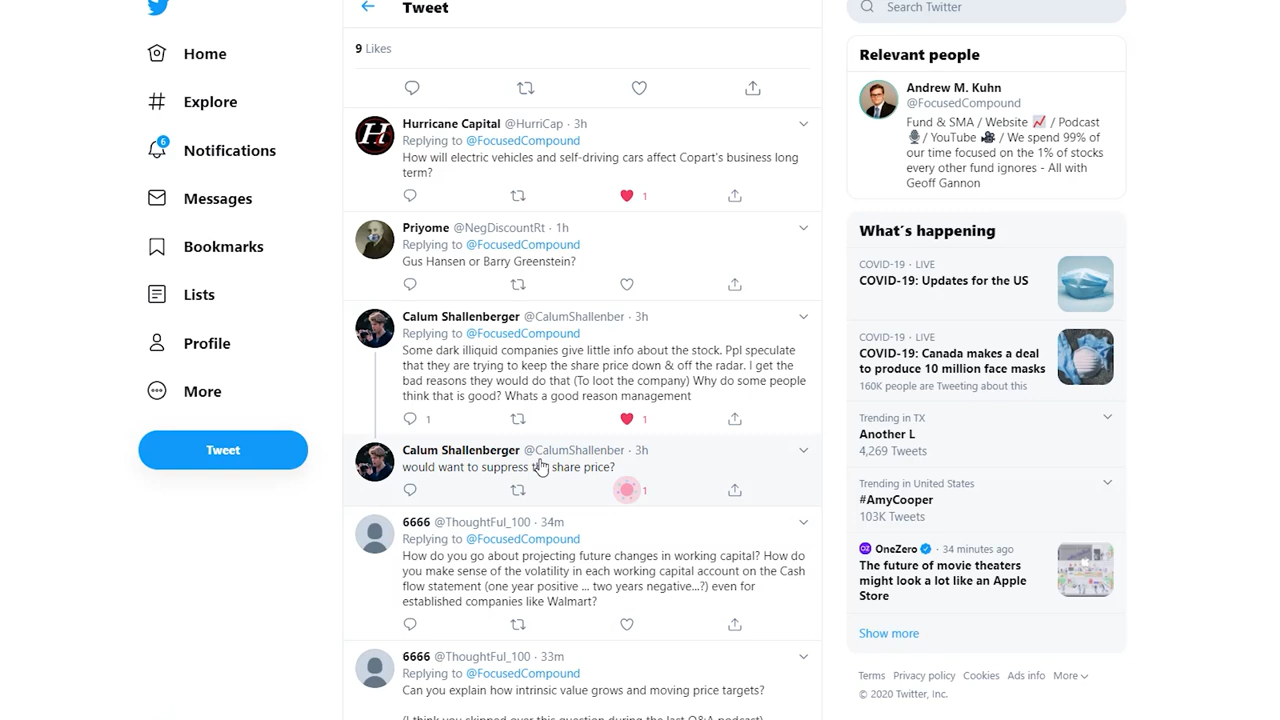 Home
Explore
6
Notifications
Messages
Bookmarks
Lists
Profile
More
Tweet
Tweet
9 Likes
Hurricane Capital @HurriCap · 3h
Replying to @FocusedCompound
How will electric vehicles and self-driving cars affect Copart's business long
term?
1
Priyome @NegDiscountRt · 1h
Replying to @FocusedCompound
Gus Hansen or Barry Greenstein?
Calum Shallenberger @CalumShallenber · 3h
Replying to @FocusedCompound
Some dark illiquid companies give little info about the stock. Ppl speculate
that they are trying to keep the share price down & off the radar. I get the
bad reasons they would do that (To loot the company) Why do some people
think that is good? Whats a good reason management
1 1
Calum Shallenberger @CalumShallenber · 3h
would want to suppress the share price?
1
6666 @ThoughtFul_100 · 34m
Replying to @FocusedCompound
How do you go about projecting future changes in working capital? How do
you make sense of the volatility in each working capital account on the Cash
flow statement (one year positive ... two years negative...?) even for
established companies like Walmart?
6666 @ThoughtFul_100 · 33m
Replying to @FocusedCompound
Can you explain how intrinsic value grows and moving price targets?
(I think you skipped over this question during the last Q&A podcast)
Search Twitter
Relevant people
Andrew M. Kuhn
@FocusedCompound
Fund & SMA / Website 📈 / Podcast
🎙️/ YouTube 🎥 / We spend 99% of
our time focused on the 1% of stocks
every other fund ignores - All with
Geoff Gannon
What's happening
COVID-19 · LIVE
COVID-19: Updates for the US
COVID-19 · LIVE
COVID-19: Canada makes a deal
to produce 10 million face masks
160K people are Tweeting about this
Trending in TX
Another L
4,269 Tweets
Trending in United States
#AmyCooper
103K Tweets
OneZero · 34 minutes ago
The future of movie theaters
might look a lot like an Apple
Store
Show more
Terms Privacy policy Cookies Ads info More
© 2020 Twitter, Inc.